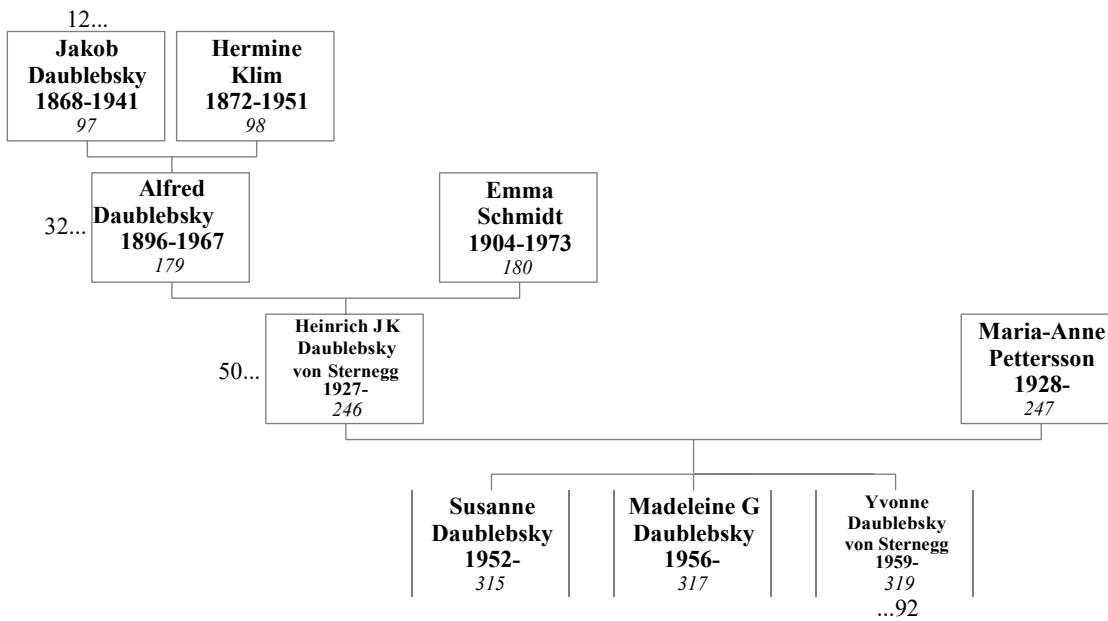 12...
Jakob
Daublebsky
1868-1941
97
Hermine
Klim
1872-1951
98
32...
Alfred
Daublebsky
1896-1967
179
Emma
Schmidt
1904-1973
180
50...
Heinrich J K
Daublebsky
von Sternegg
1927-
246
Maria-Anne
Pettersson
1928-
247
Susanne
Daublebsky
1952-
315
Madeleine G
Daublebsky
1956-
317
Yvonne
Daublebsky
von Sternegg
1959-
319
...92